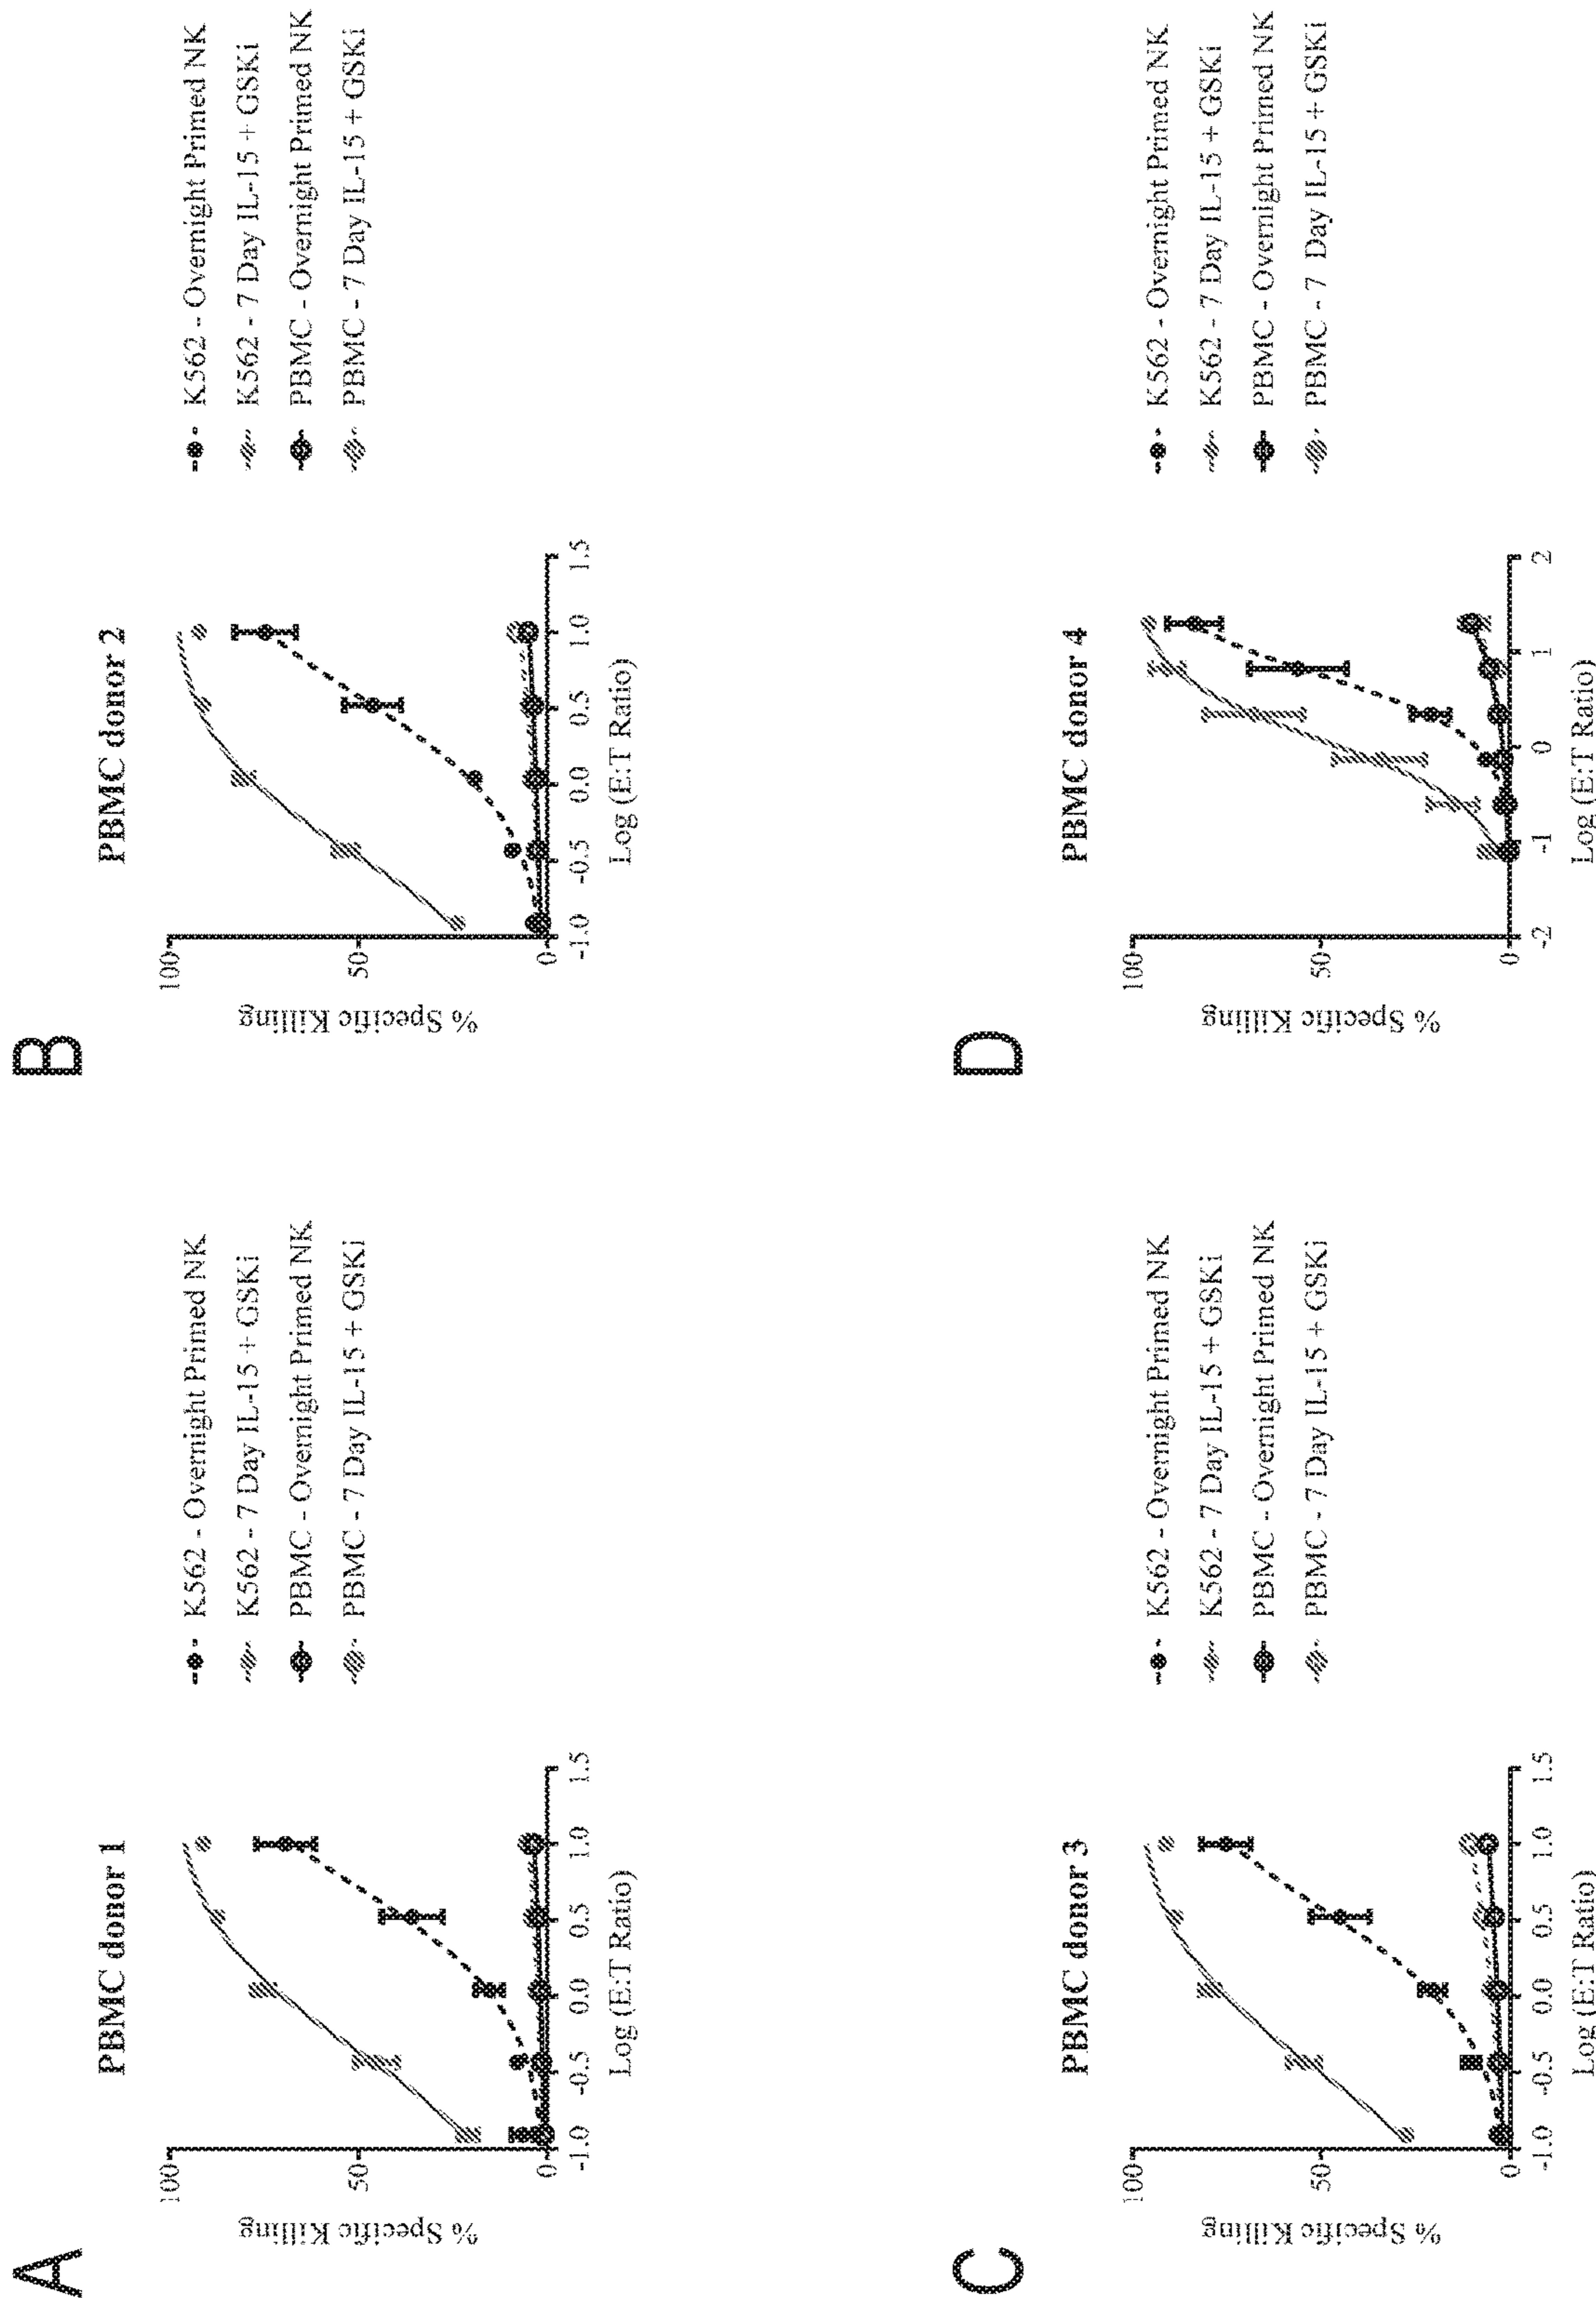 A
PBMC donor 1
% Specific Killing
100
50
0
-1.0 -0.5 0.0 0.5 1.0 1.5
Log (E:T Ratio)
K562 - Overnight Primed NK
K562 - 7 Day IL-15 + GSKi
PBMC - Overnight Primed NK
PBMC - 7 Day IL-15 + GSKi
B
PBMC donor 2
% Specific Killing
100
50
0
-1.0 -0.5 0.0 0.5 1.0 1.5
Log (E:T Ratio)
K562 - Overnight Primed NK
K562 - 7 Day IL-15 + GSKi
PBMC - Overnight Primed NK
PBMC - 7 Day IL-15 + GSKi
C
PBMC donor 3
% Specific Killing
100
50
0
-1.0 -0.5 0.0 0.5 1.0 1.5
Log (E:T Ratio)
K562 - Overnight Primed NK
K562 - 7 Day IL-15 + GSKi
PBMC - Overnight Primed NK
PBMC - 7 Day IL-15 + GSKi
D
PBMC donor 4
% Specific Killing
100
50
0
-2 -1 0 1 2
Log (E:T Ratio)
K562 - Overnight Primed NK
K562 - 7 Day IL-15 + GSKi
PBMC - Overnight Primed NK
PBMC - 7 Day IL-15 + GSKi